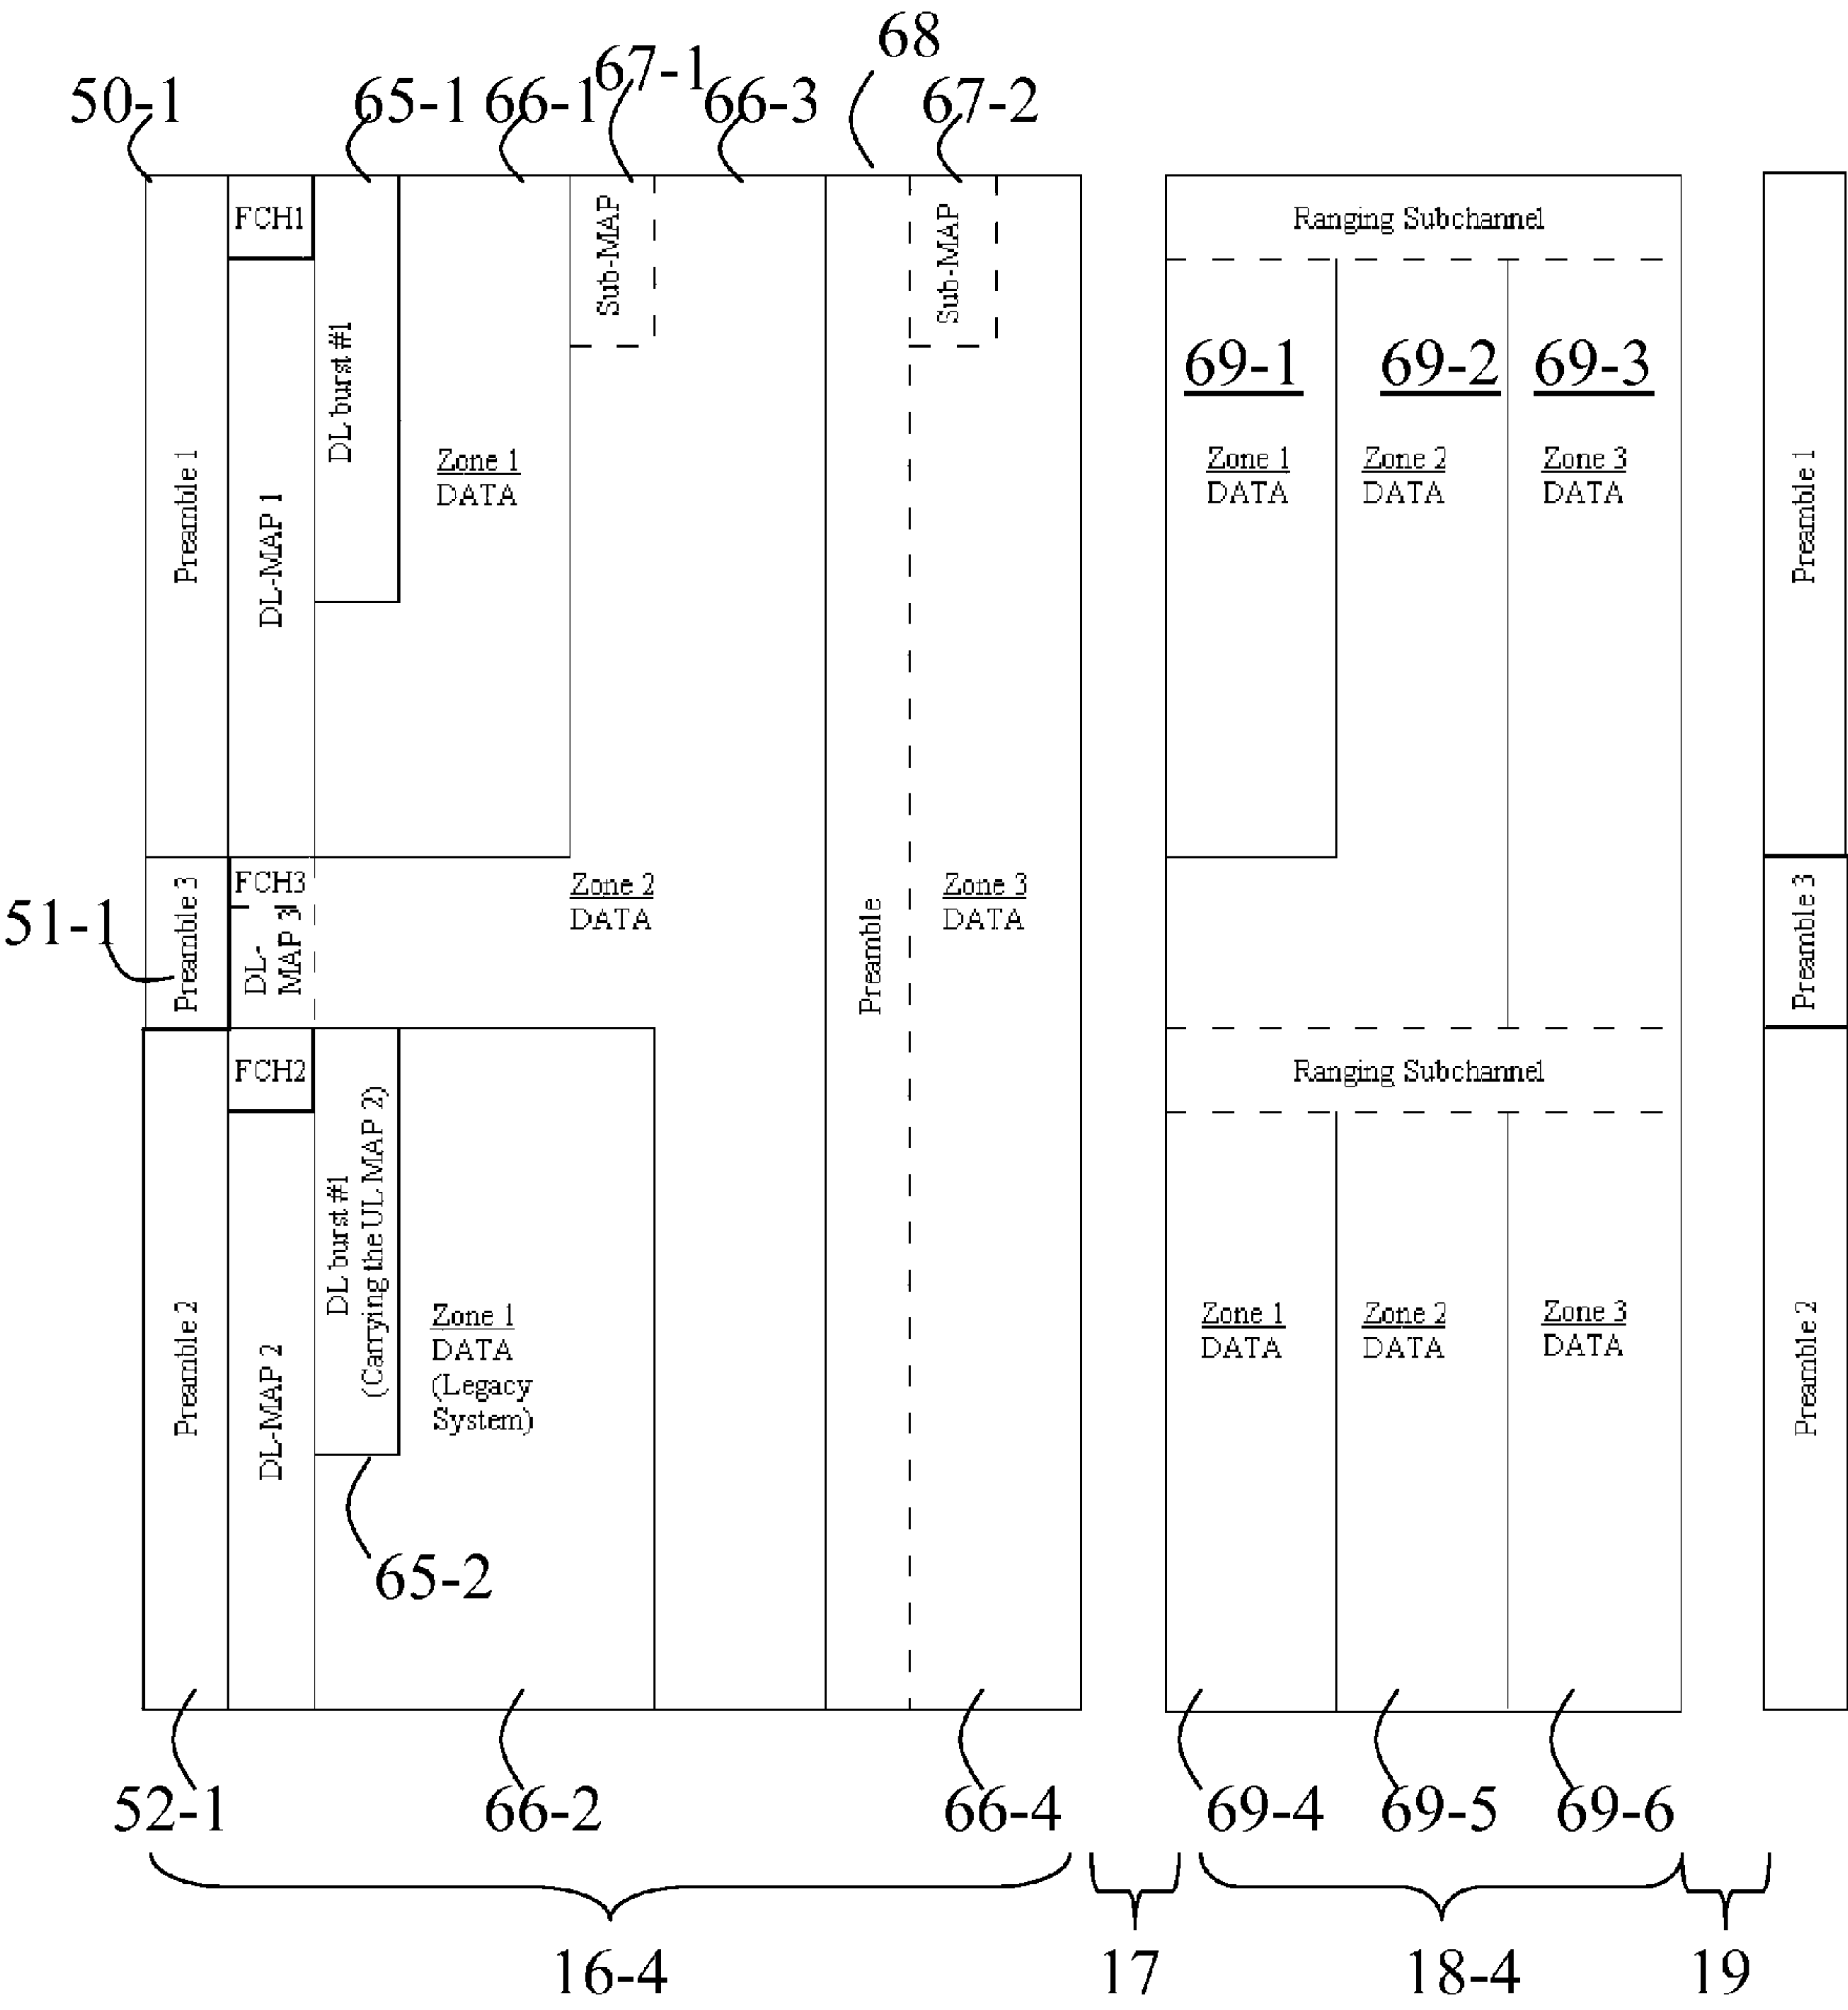 68
67-1
50-1
65-1
66-1
66-3
67-2
FCH1
Sub-MAP
Sub-MAP
Ranging Subchannel
DL burst #1
69-1
69-2
69-3
Preamble 1
DL-MAP 1
Zone 1
DATA
Zone 1
DATA
Zone 2
DATA
Zone 3
DATA
Preamble 1
51-1
Preamble 3
FCH3
DL-
MAP 3
Zone 2
DATA
Preamble
Zone 3
DATA
Preamble 3
FCH2
Ranging Subchannel
DL burst #1
(Carrying the UL-MAP 2)
Preamble 2
DL-MAP 2
Zone 1
DATA
(Legacy
System)
Zone 1
DATA
Zone 2
DATA
Zone 3
DATA
Preamble 2
65-2
52-1
66-2
66-4
69-4
69-5
69-6
16-4
17
18-4
19